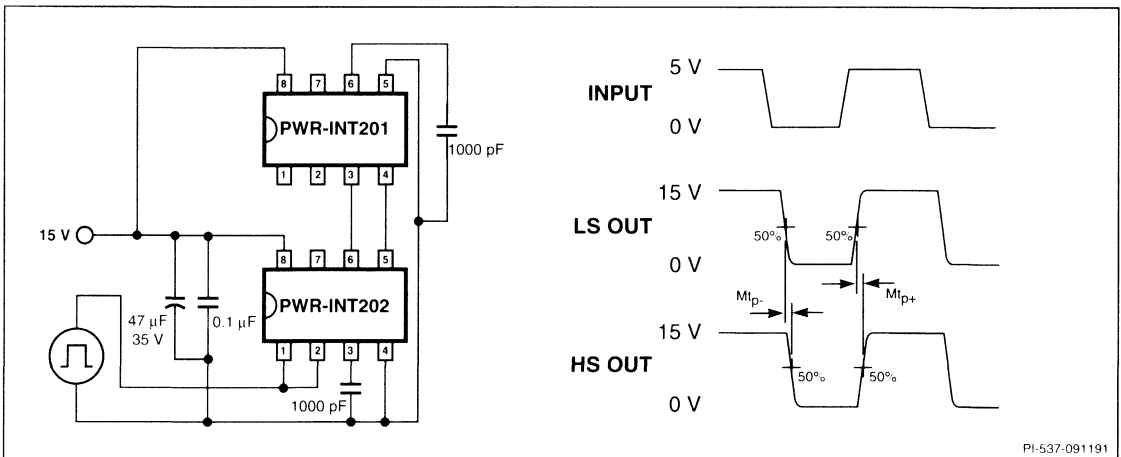 8 7 6 5
PWR-INT201
1000 pF
1 2 3 4
15 V
8 7 6 5
PWR-INT202
47 µF
35 V
0.1 µF
1 2 3 4
1000 pF
INPUT
5 V
0 V
LS OUT
15 V
50% 50%
0 V
Mtp- Mtp+
HS OUT
15 V
50% 50%
0 V
PI-537-091191